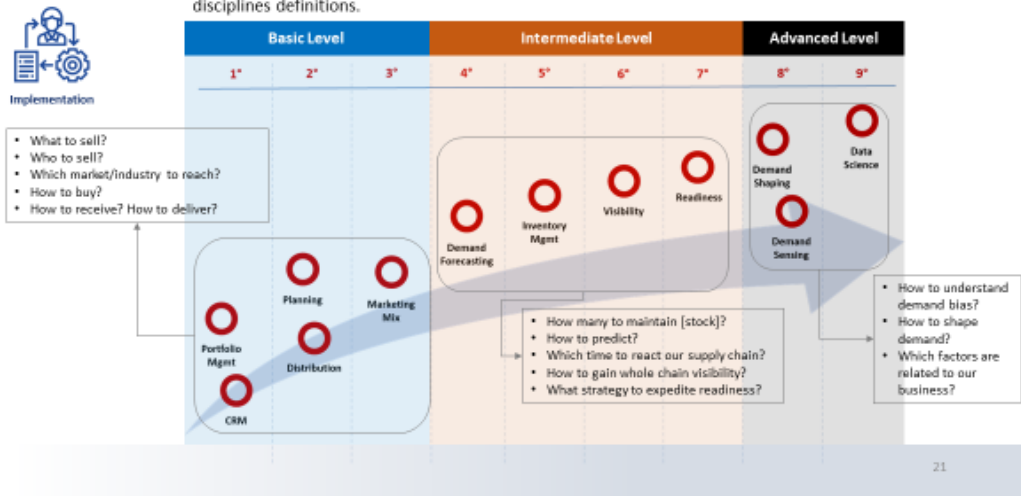 disciplines definitions.
Implementation
Basic Level
Intermediate Level
Advanced Level
1°
2°
3°
4°
5°
6°
7°
8°
9°
• What to sell?
• Who to sell?
• Which market/industry to reach?
• How to buy?
• How to receive? How to deliver?
Portfolio
Mgmt
CRM
Planning
Distribution
Marketing
Mix
Demand
Forecasting
Inventory
Mgmt
Visibility
Readiness
Demand
Shaping
Data
Science
Demand
Sensing
• How many to maintain [stock]?
• How to predict?
• Which time to react our supply chain?
• How to gain whole chain visibility?
• What strategy to expedite readiness?
• How to understand
demand bias?
• How to shape
demand?
• Which factors are
related to our
business?
21